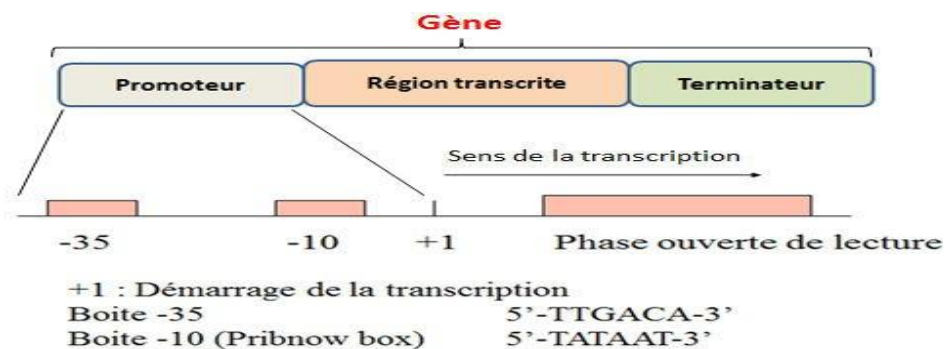 Gène
Promoteur Région transcrite Terminateur
Sens de la transcription
-35 -10 +1 Phase ouverte de lecture
+1 : Démarrage de la transcription
Boite -35 5’-TTGACA-3’
Boite -10 (Pribnow box) 5’-TATAAT-3’